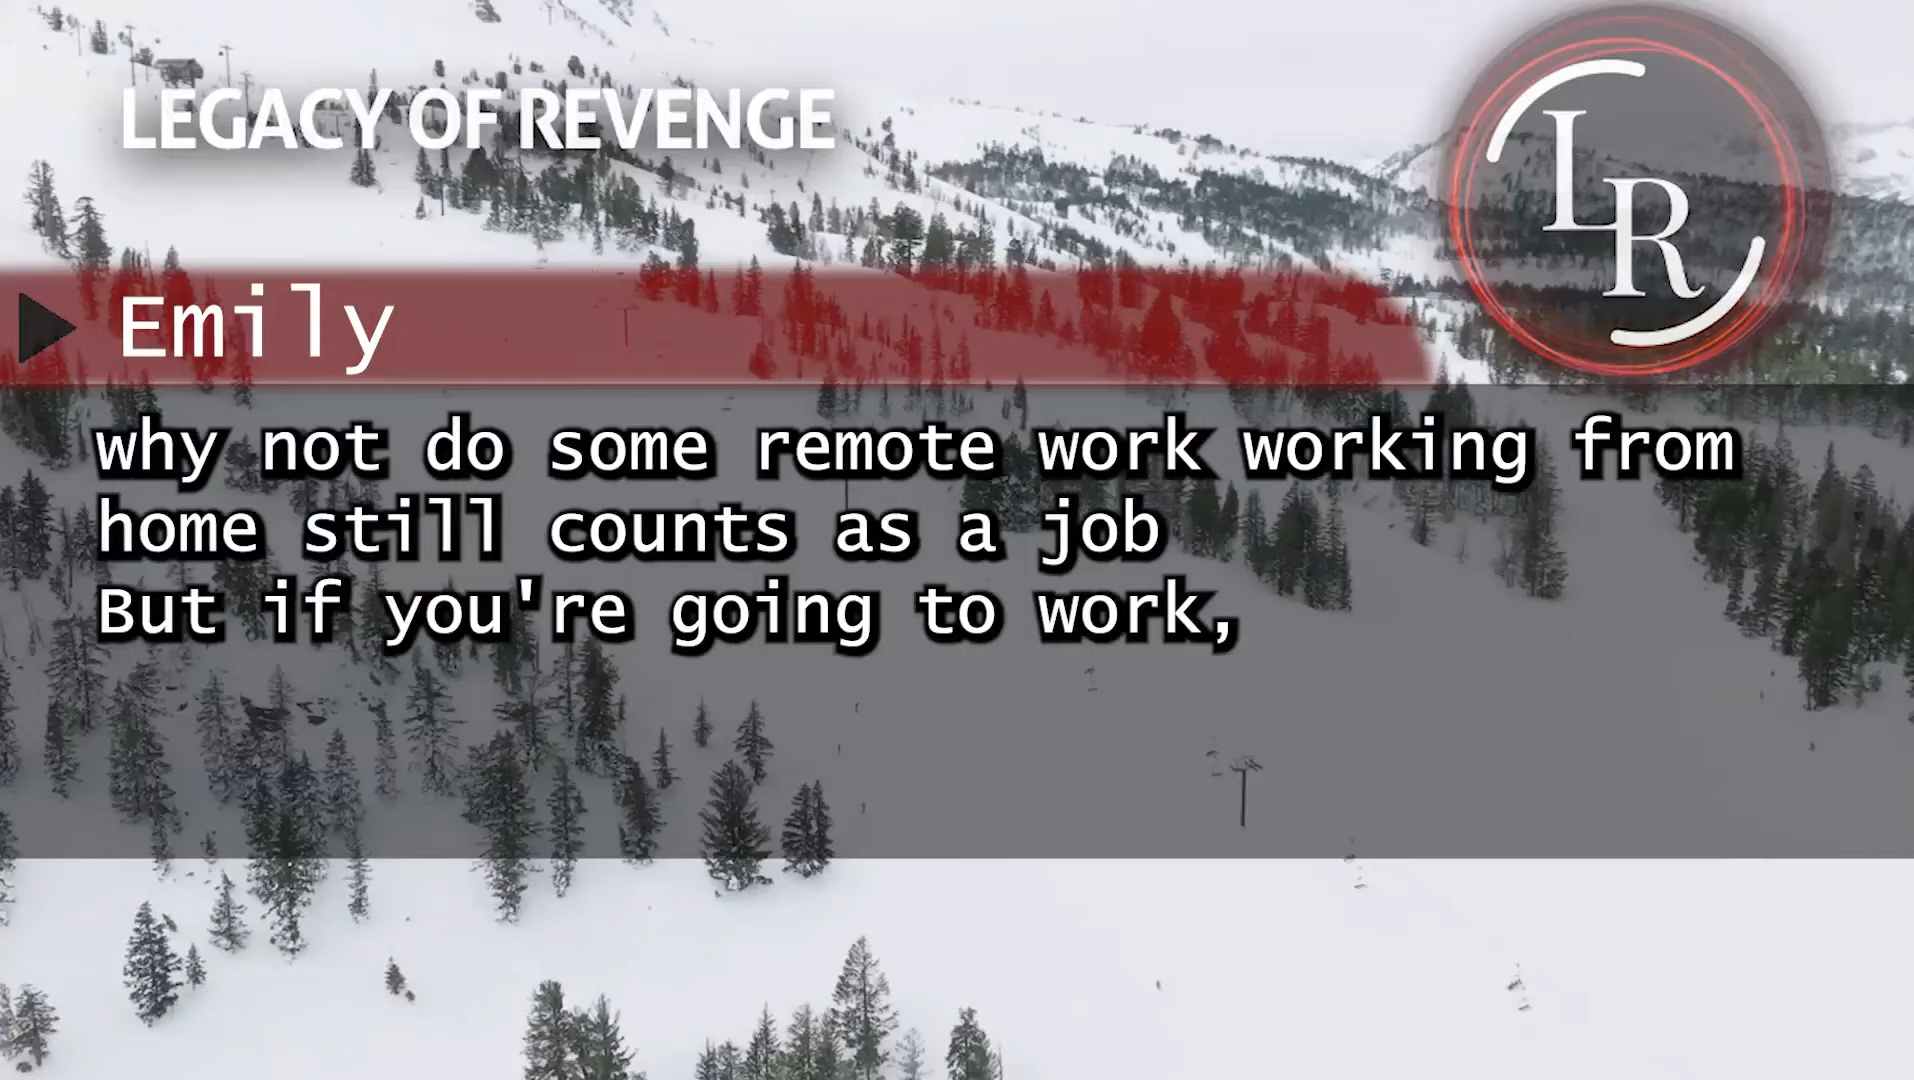 LEGACY OF REVENGE
LR
Emily
why not do some remote work working from
home still counts as a job
But if you're going to work,